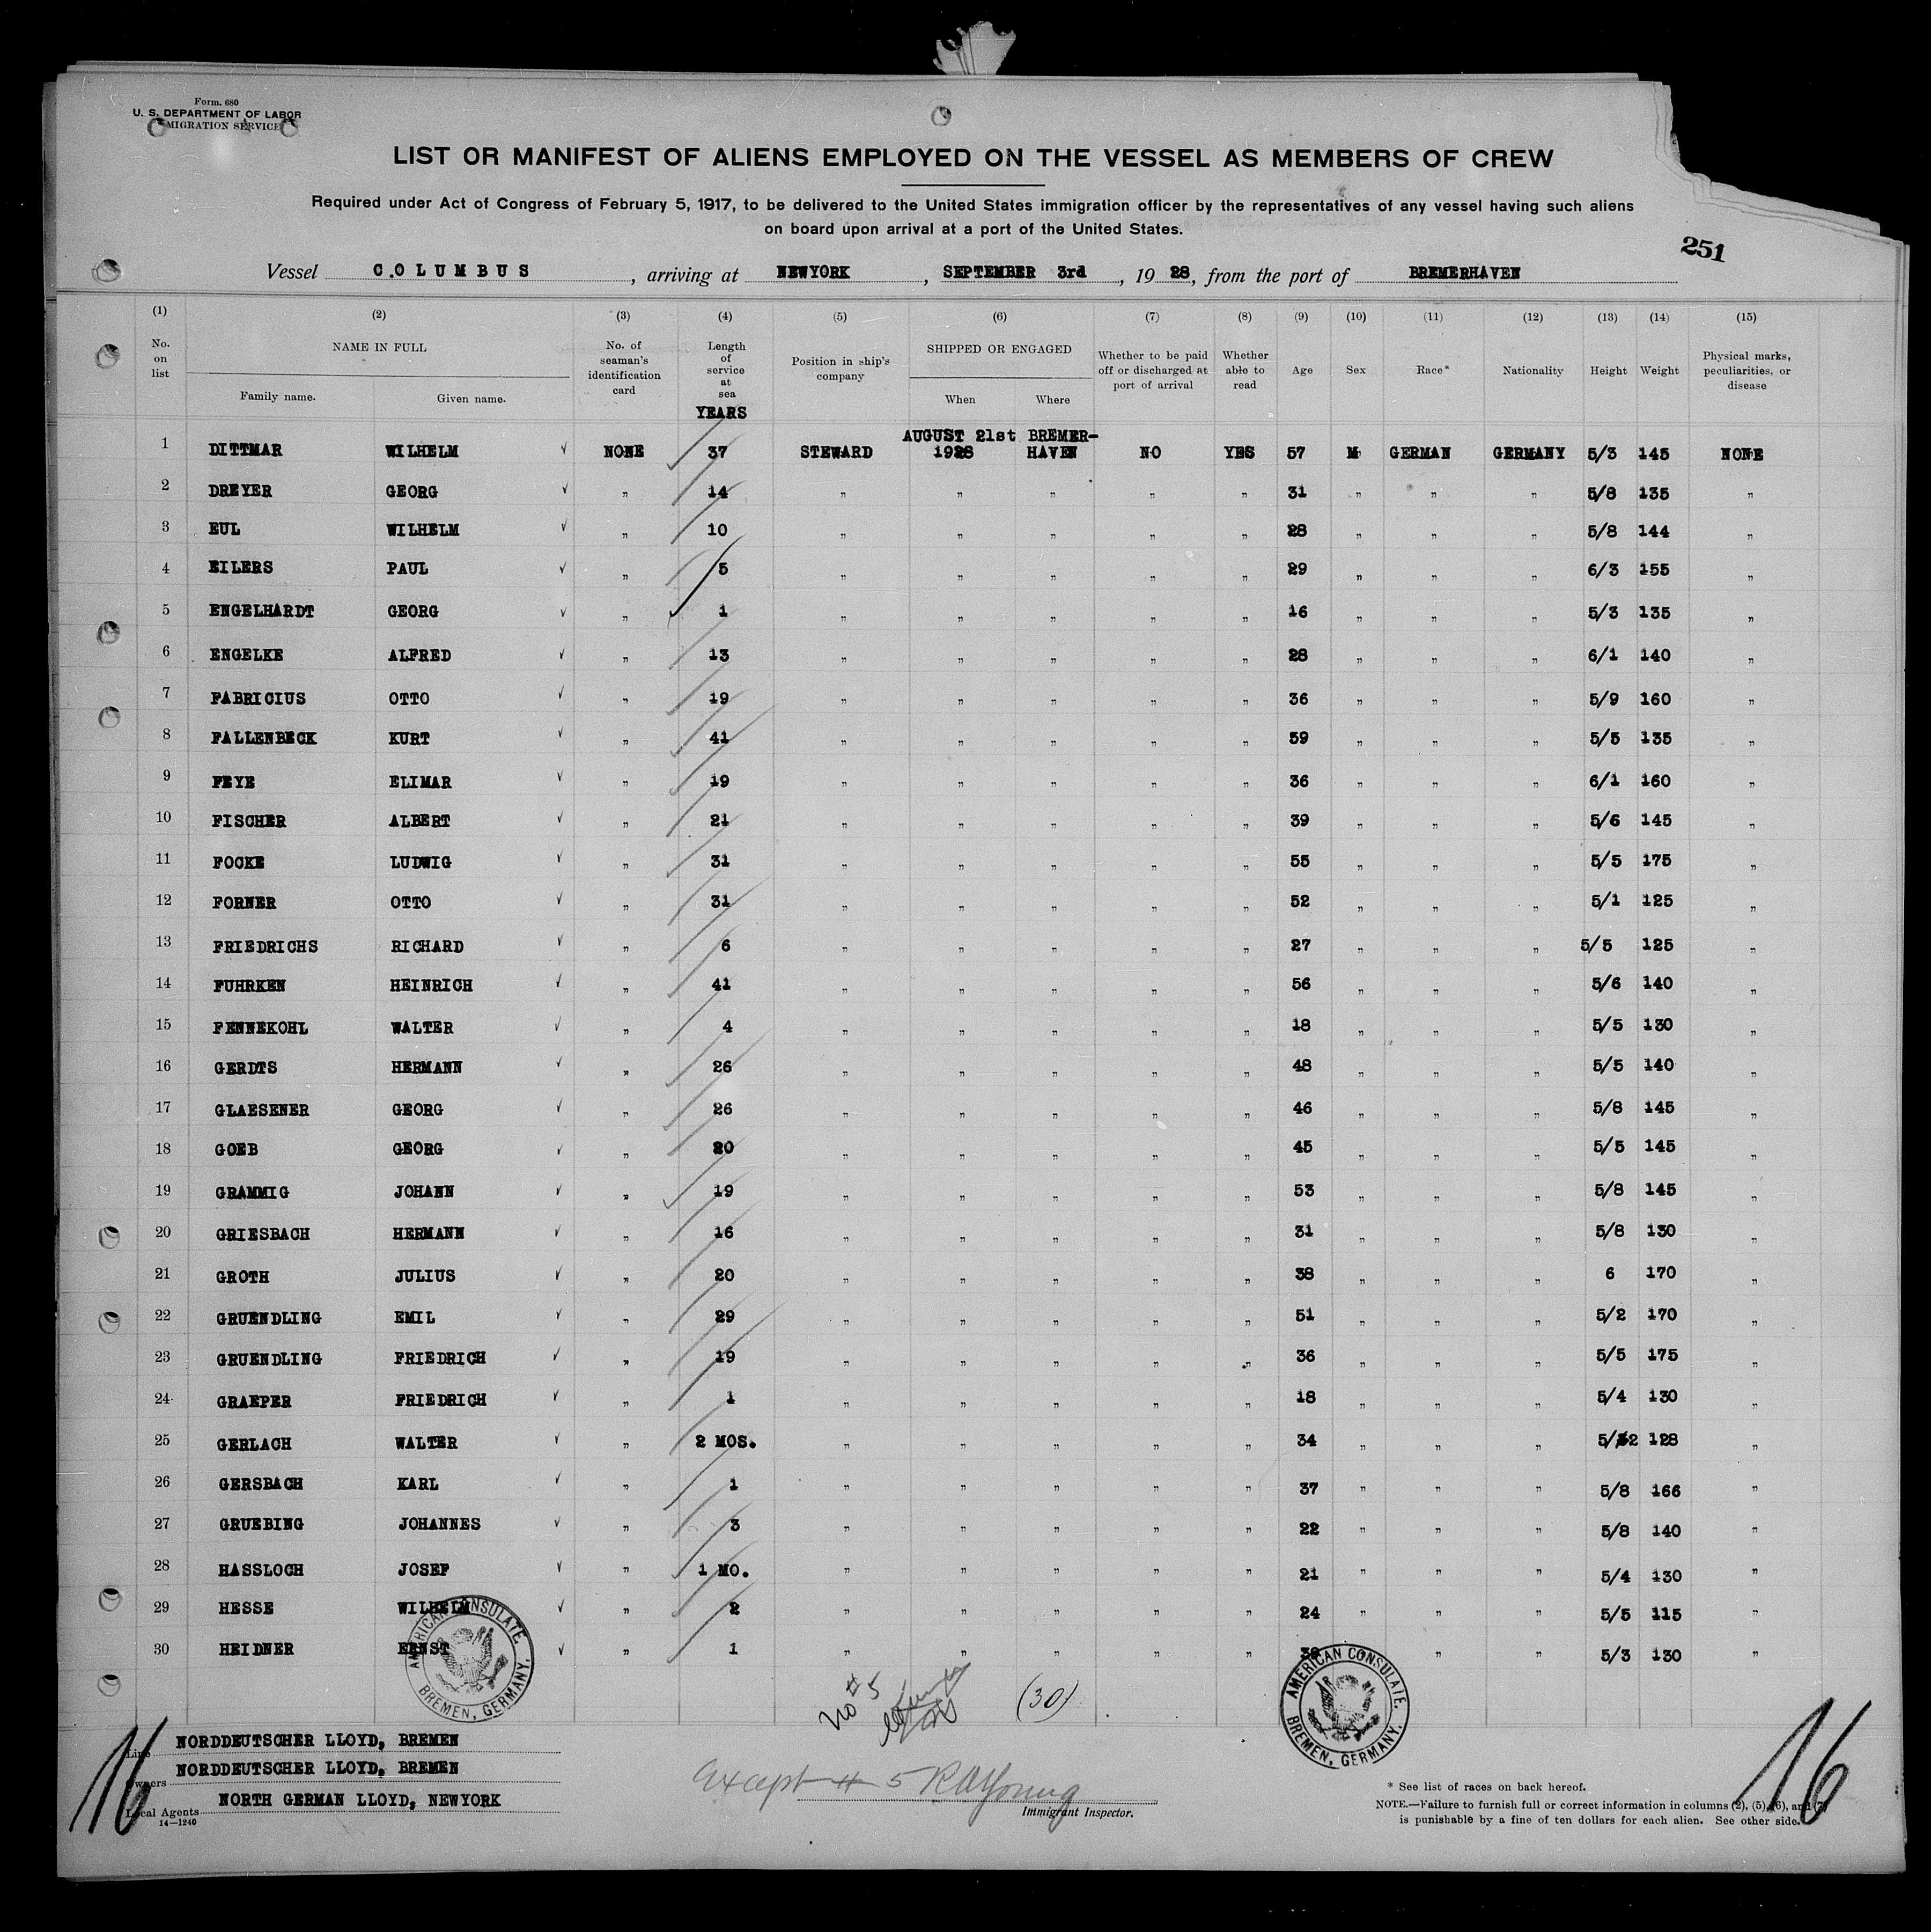 Form. 680
U. S. DEPARTMENT OF LABOR
MIGRATION SERVICE
LIST OR MANIFEST OF ALIENS EMPLOYED ON THE VESSEL AS MEMBERS OF CREW
Required under Act of Congress of February 5, 1917, to be delivered to the United States immigration officer by the representatives of any vessel having such aliens
on board upon arrival at a port of the United States.
251
Vessel COLUMBUS, arriving at NEWYORK, SEPTEMBER 3rd, 19 28, from the port of BREMERHAVEN
(1) (2) (3) (4) (5) (6) (7) (8) (9) (10) (11) (12) (13) (14) (15)
No. on list NAME IN FULL Family name. Given name. No. of seaman's identification card Length of service at sea YEARS Position in ship's company SHIPPED OR ENGAGED When Where Whether to be paid off or discharged at port of arrival Whether able to read Age Sex Race* Nationality Height Weight Physical marks, peculiarities, or disease
1 DITTMAR WILHELM ✓ NONE 37 STEWARD AUGUST 21st 1928 BREMER-HAVEN NO YES 57 M GERMAN GERMANY 5/3 145 NONE
2 DREYER GEORG ✓ " 14 " " " " " 31 " " " 5/8 135 "
3 EUL WILHELM ✓ " 10 " " " " " 28 " " " 5/8 144 "
4 EILERS PAUL ✓ " 5 " " " " " 29 " " " 6/3 155 "
5 ENGELHARDT GEORG ✓ " 1 " " " " " 16 " " " 5/3 135 "
6 ENGELKE ALFRED ✓ " 13 " " " " " 28 " " " 6/1 140 "
7 FABRICIUS OTTO ✓ " 19 " " " " " 36 " " " 5/9 160 "
8 FALLENBECK KURT ✓ " 41 " " " " " 59 " " " 5/5 135 "
9 FEYE ELIMAR ✓ " 19 " " " " " 36 " " " 6/1 160 "
10 FISCHER ALBERT ✓ " 21 " " " " " 39 " " " 5/6 145 "
11 FOCKE LUDWIG ✓ " 31 " " " " " 55 " " " 5/5 175 "
12 FORNER OTTO ✓ " 31 " " " " " 52 " " " 5/1 125 "
13 FRIEDRICHS RICHARD ✓ " 6 " " " " " 27 " " " 5/5 125 "
14 FUHRKEN HEINRICH ✓ " 41 " " " " " 56 " " " 5/6 140 "
15 FENNEKOHL WALTER ✓ " 4 " " " " " 18 " " " 5/5 130 "
16 GERDTS HERMANN ✓ " 26 " " " " " 48 " " " 5/5 140 "
17 GLAESENER GEORG ✓ " 26 " " " " " 46 " " " 5/8 145 "
18 GOEB GEORG ✓ " 20 " " " " " 45 " " " 5/5 145 "
19 GRAMMIG JOHANN ✓ " 19 " " " " " 53 " " " 5/8 145 "
20 GRIESBACH HERMANN ✓ " 16 " " " " " 31 " " " 5/8 130 "
21 GROTH JULIUS ✓ " 20 " " " " " 38 " " " 6 170 "
22 GRUENDLING EMIL ✓ " 29 " " " " " 51 " " " 5/2 170 "
23 GRUENDLING FRIEDRICH ✓ " 19 " " " " " 36 " " " 5/5 175 "
24 GRAEPER FRIEDRICH ✓ " 1 " " " " " 18 " " " 5/4 130 "
25 GERLACH WALTER ✓ " 2 MOS. " " " " " 34 " " " 5/2 128 "
26 GERSBACH KARL ✓ " 1 " " " " " 37 " " " 5/8 166 "
27 GRUEBING JOHANNES ✓ " 3 " " " " " 22 " " " 5/8 140 "
28 HASSLOCH JOSEF ✓ " 1 MO. " " " " " 21 " " " 5/4 130 "
29 HESSE WILHELM ✓ " 2 " " " " " 24 " " " 5/5 115 "
30 HEIDNER ERNST ✓ " 1 " " " " " " " " 5/3 130 "
AMERICAN CONSULATE, BREMEN, GERMANY.
AMERICAN CONSULATE, BREMEN, GERMANY.
No #5
(30)
16
16
Line NORDDEUTSCHER LLOYD, BREMEN
Owners NORDDEUTSCHER LLOYD, BREMEN
Local Agents NORTH GERMAN LLOYD, NEWYORK
14—1240
except # 5 R A Young
Immigrant Inspector.
* See list of races on back hereof.
NOTE.—Failure to furnish full or correct information in columns (2), (5), (6), and (7)
is punishable by a fine of ten dollars for each alien. See other side.